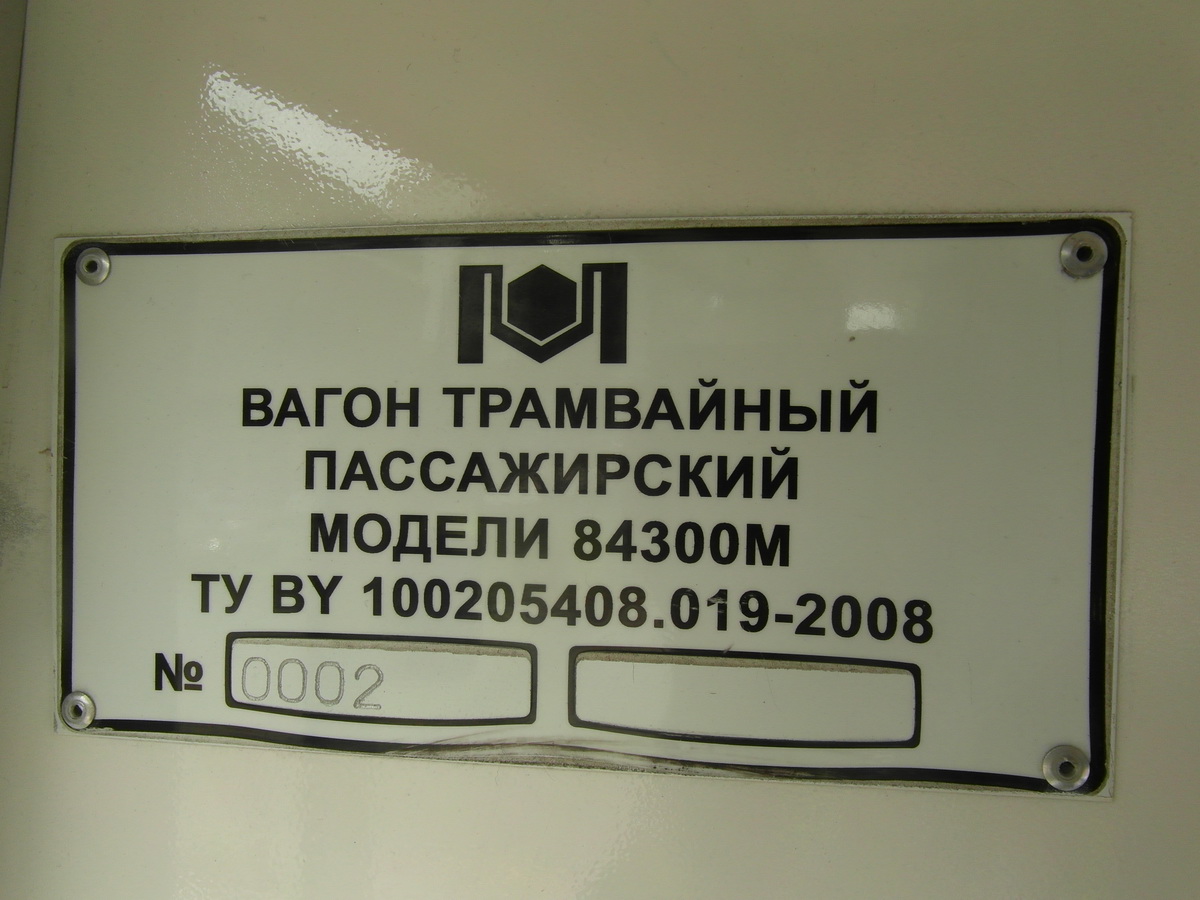 ВАГОН ТРАМВАЙНЫЙ
ПАССАЖИРСКИЙ
МОДЕЛИ 84300М
ТУ BY 100205408.019-2008
№ 0002